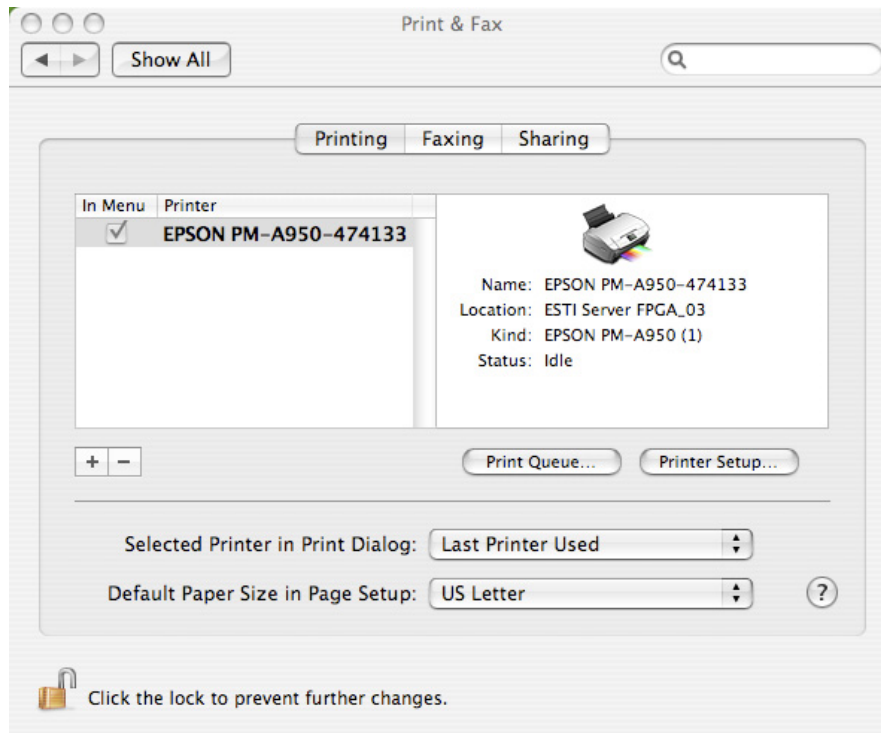 Print & Fax
Show All
Printing Faxing Sharing
In Menu Printer
EPSON PM-A950-474133
Name: EPSON PM-A950-474133
Location: ESTI Server FPGA_03
Kind: EPSON PM-A950 (1)
Status: Idle
+ −
Print Queue... Printer Setup...
Selected Printer in Print Dialog: Last Printer Used
Default Paper Size in Page Setup: US Letter ?
Click the lock to prevent further changes.